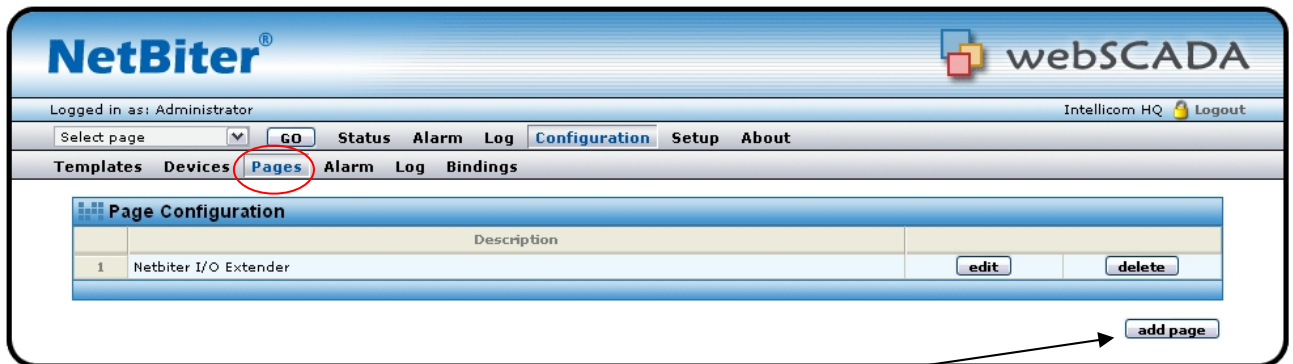 NetBiter®
webSCADA
Logged in as: Administrator
Intellicom HQ Logout
Select page GO Status Alarm Log Configuration Setup About
Templates Devices Pages Alarm Log Bindings
Page Configuration
Description
1 Netbiter I/O Extender edit delete
add page